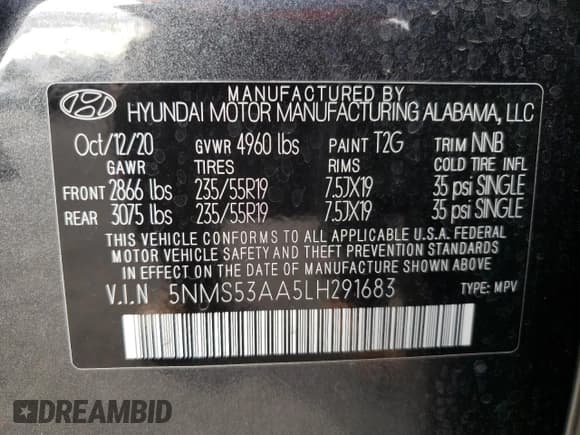 MANUFACTURED BY
HYUNDAI MOTOR MANUFACTURING ALABAMA, LLC
Oct/12/20 GVWR 4960 lbs PAINT T2G TRIM NNB
GAWR TIRES RIMS COLD TIRE INFL
FRONT 2866 lbs 235/55R19 7.5JX19 35 psi SINGLE
REAR 3075 lbs 235/55R19 7.5JX19 35 psi SINGLE
THIS VEHICLE CONFORMS TO ALL APPLICABLE U.S.A. FEDERAL
MOTOR VEHICLE SAFETY AND THEFT PREVENTION STANDARDS
IN EFFECT ON THE DATE OF MANUFACTURE SHOWN ABOVE.
V.I.N 5NMS53AA5LH291683 TYPE: MPV
DREAMBID